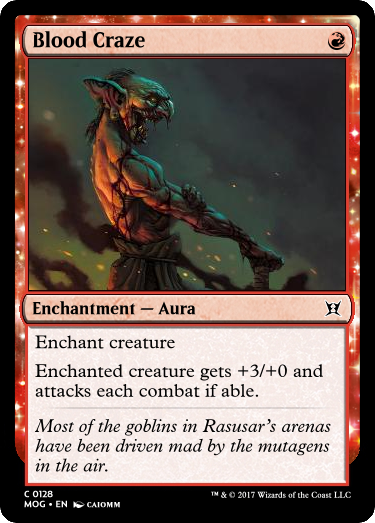 Blood Craze
Enchantment — Aura
Enchant creature
Enchanted creature gets +3/+0 and
attacks each combat if able.
Most of the goblins in Rasusar's arenas
have been driven mad by the mutagens
in the air.
C 0128
MOG • EN CAIOMM
™ & © 2017 Wizards of the Coast LLC